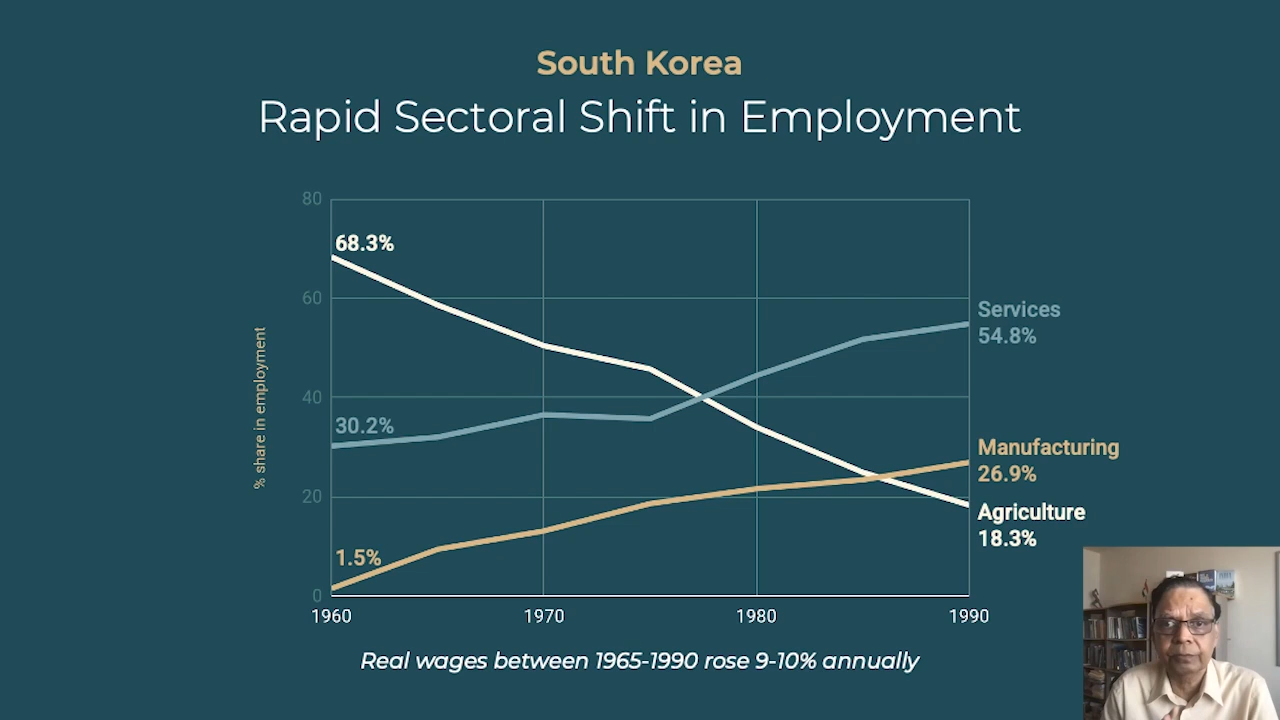 South Korea
Rapid Sectoral Shift in Employment
80
60
40
20
0
% share in employment
68.3%
30.2%
1.5%
Services
54.8%
Manufacturing
26.9%
Agriculture
18.3%
1960 1970 1980 1990
Real wages between 1965-1990 rose 9-10% annually